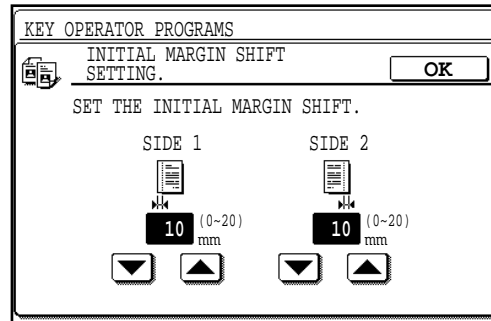 KEY OPERATOR PROGRAMS
INITIAL MARGIN SHIFT
SETTING.
OK
SET THE INITIAL MARGIN SHIFT.
SIDE 1 SIDE 2
10 (0~20) mm 10 (0~20) mm